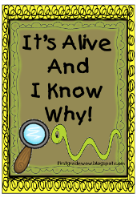 It's Alive
And
I Know
Why!